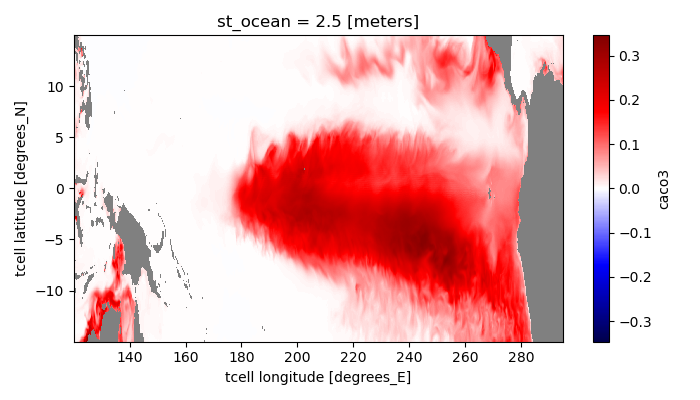 st_ocean = 2.5 [meters]
tcell latitude [degrees_N]
10
5
0
−5
−10
140 160 180 200 220 240 260 280
tcell longitude [degrees_E]
0.3
0.2
0.1
0.0
−0.1
−0.2
−0.3
caco3